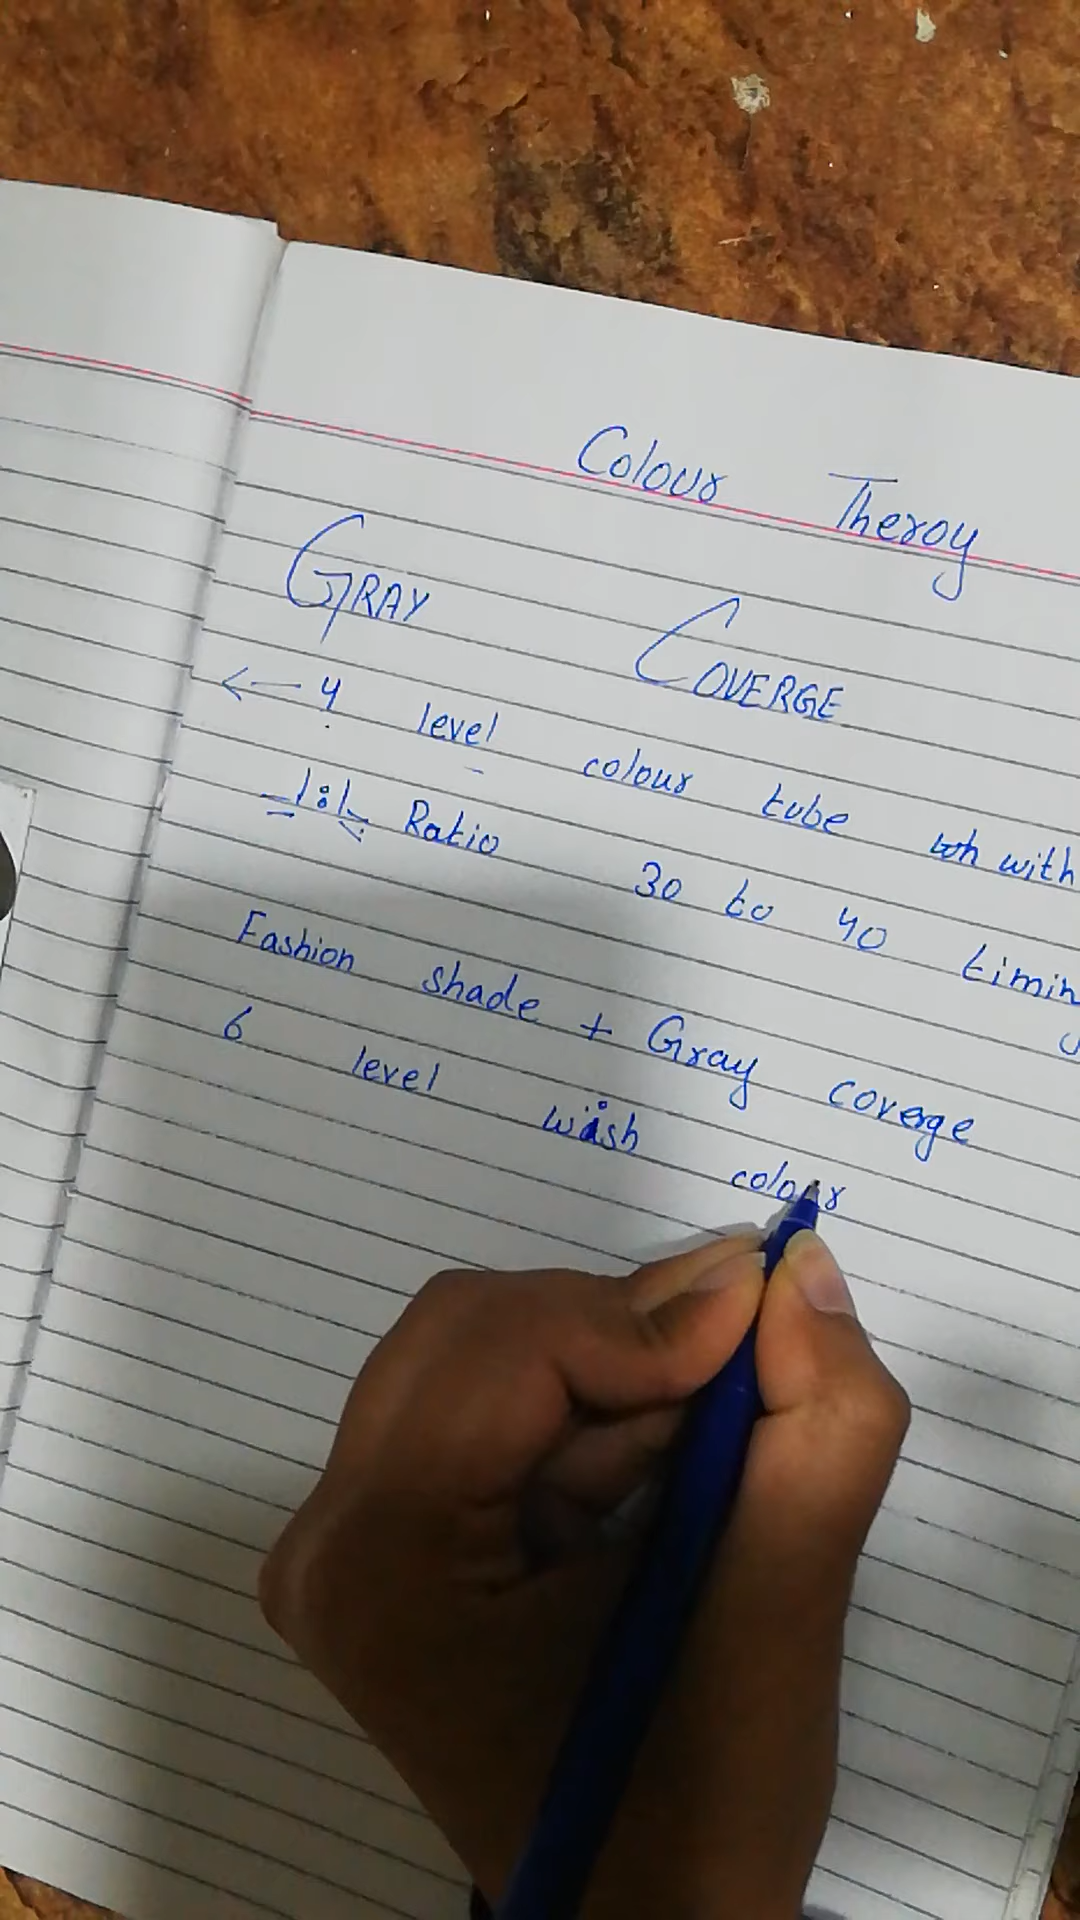 Colour Theroy
GRAY COVERGE
← 4 level colour tube with
1:1 Ratio 30 to 40 timing
Fashion shade + Gray coverge
6 level wash colour